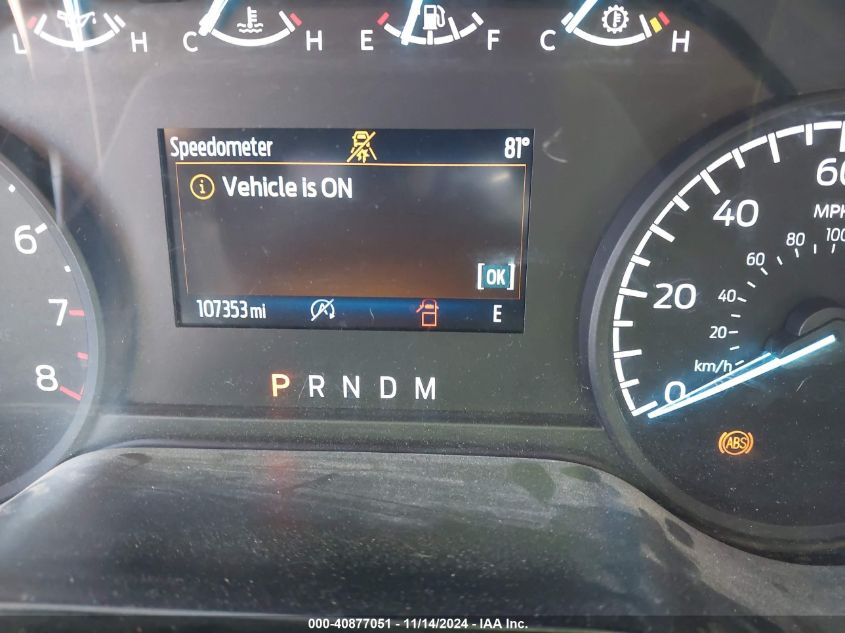 L H C H E F C H
Speedometer 81°
i Vehicle is ON
[OK]
107353 mi E
P R N D M
6
7
8
0 20 40 60
MPH
20 40 60 80 100
km/h
ABS
000-40877051 - 11/14/2024 - IAA Inc.